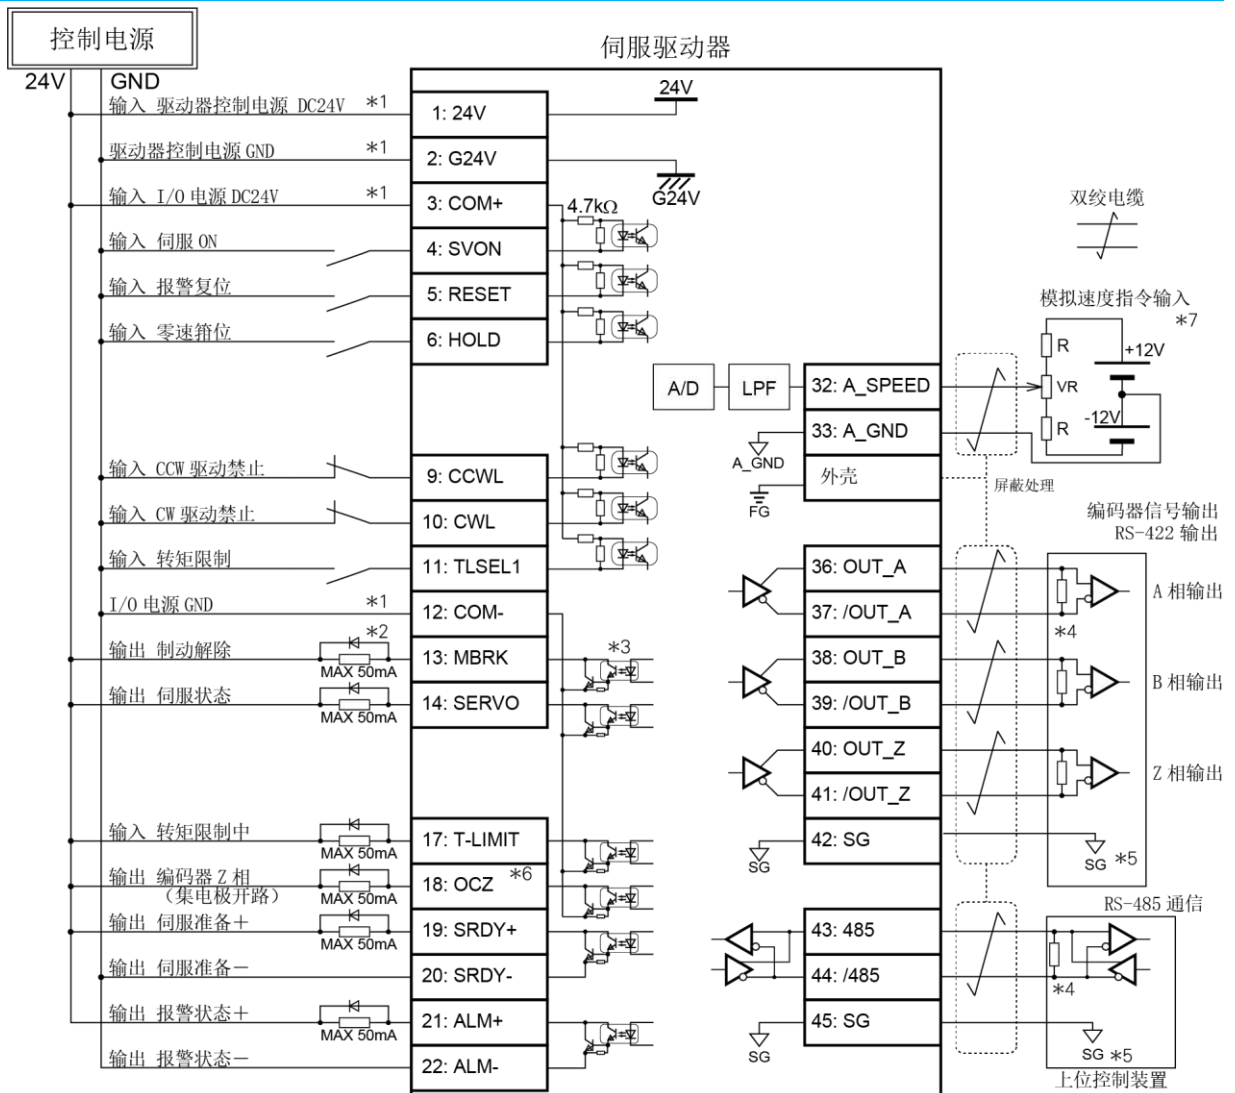 控制电源
伺服驱动器
24V GND
24V
输入 驱动器控制电源 DC24V *1
1: 24V
驱动器控制电源 GND *1
2: G24V
G24V
输入 I/O 电源 DC24V *1
3: COM+
4.7kΩ
双绞电缆
输入 伺服 ON
4: SVON
输入 报警复位
5: RESET
模拟速度指令输入
*7
输入 零速箝位
6: HOLD
R
+12V
A/D
LPF
32: A_SPEED
VR
-12V
33: A_GND
R
A_GND
输入 CCW 驱动禁止
9: CCWL
外壳
屏蔽处理
FG
输入 CW 驱动禁止
10: CWL
编码器信号输出
RS-422 输出
输入 转矩限制
11: TLSEL1
36: OUT_A
A 相输出
I/O 电源 GND *1
12: COM-
37: /OUT_A
*4
*2
输出 制动解除
MAX 50mA
13: MBRK
*3
38: OUT_B
B 相输出
输出 伺服状态
MAX 50mA
14: SERVO
39: /OUT_B
40: OUT_Z
Z 相输出
41: /OUT_Z
输入 转矩限制中
MAX 50mA
17: T-LIMIT
42: SG
SG
SG *5
输出 编码器 Z 相
（集电极开路）
MAX 50mA
18: OCZ *6
RS-485 通信
输出 伺服准备＋
MAX 50mA
19: SRDY+
43: 485
输出 伺服准备－
20: SRDY-
44: /485
*4
输出 报警状态＋
MAX 50mA
21: ALM+
45: SG
SG
SG *5
输出 报警状态－
22: ALM-
上位控制装置